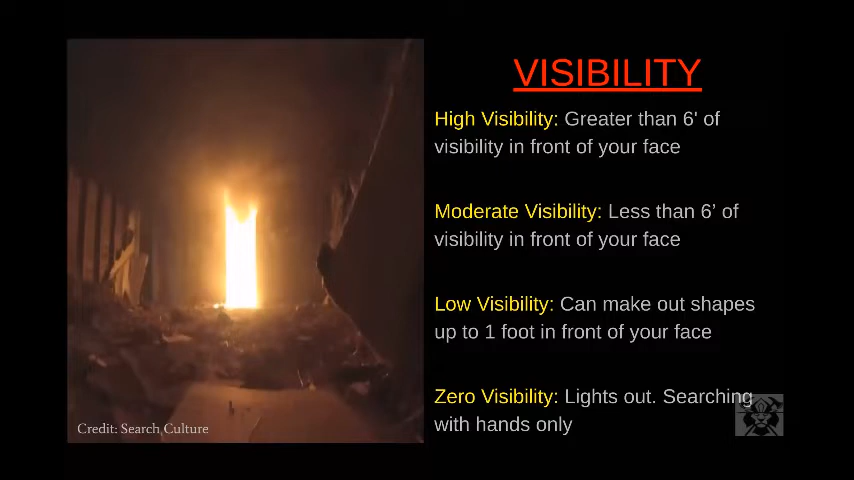 VISIBILITY
High Visibility: Greater than 6' of
visibility in front of your face
Moderate Visibility: Less than 6’ of
visibility in front of your face
Low Visibility: Can make out shapes
up to 1 foot in front of your face
Zero Visibility: Lights out. Searching
with hands only
Credit: Search Culture